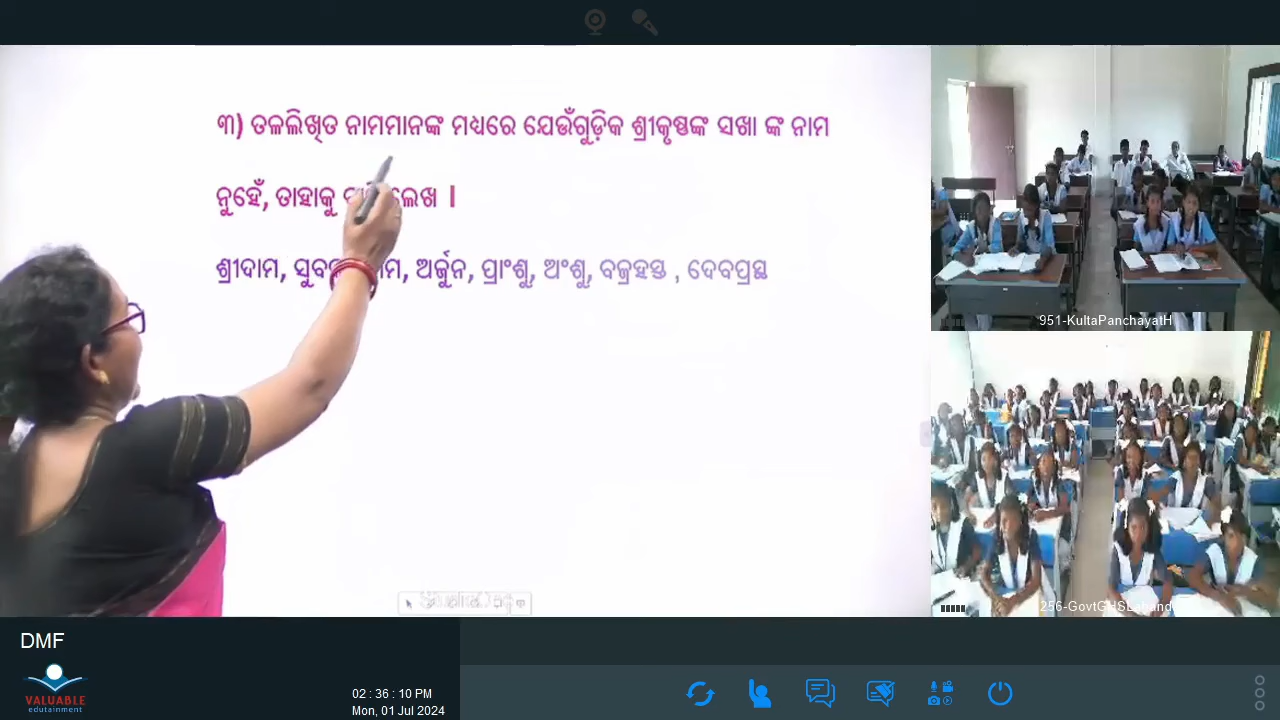 ୩) ତଳଲିଖିତ ନାମମାନଙ୍କ ମଧ୍ୟରେ ଯେଉଁଗୁଡ଼ିକ ଶ୍ରୀକୃଷ୍ଣଙ୍କ ସଖା ଙ୍କ ନାମ
ନୁହେଁ, ତାହାକୁ ଲେଖ ।
ଶ୍ରୀଦାମ, ଅର୍ଜ୍ଜୁନ, ପ୍ରାଂଶୁ, ଅଂଶୁ, ବଜ୍ରହସ୍ତ , ଦେବପ୍ରସ୍ଥ
951-KultaPanchayatH
DMF
VALUABLE
edutainment
02 : 36 : 10 PM
Mon, 01 Jul 2024